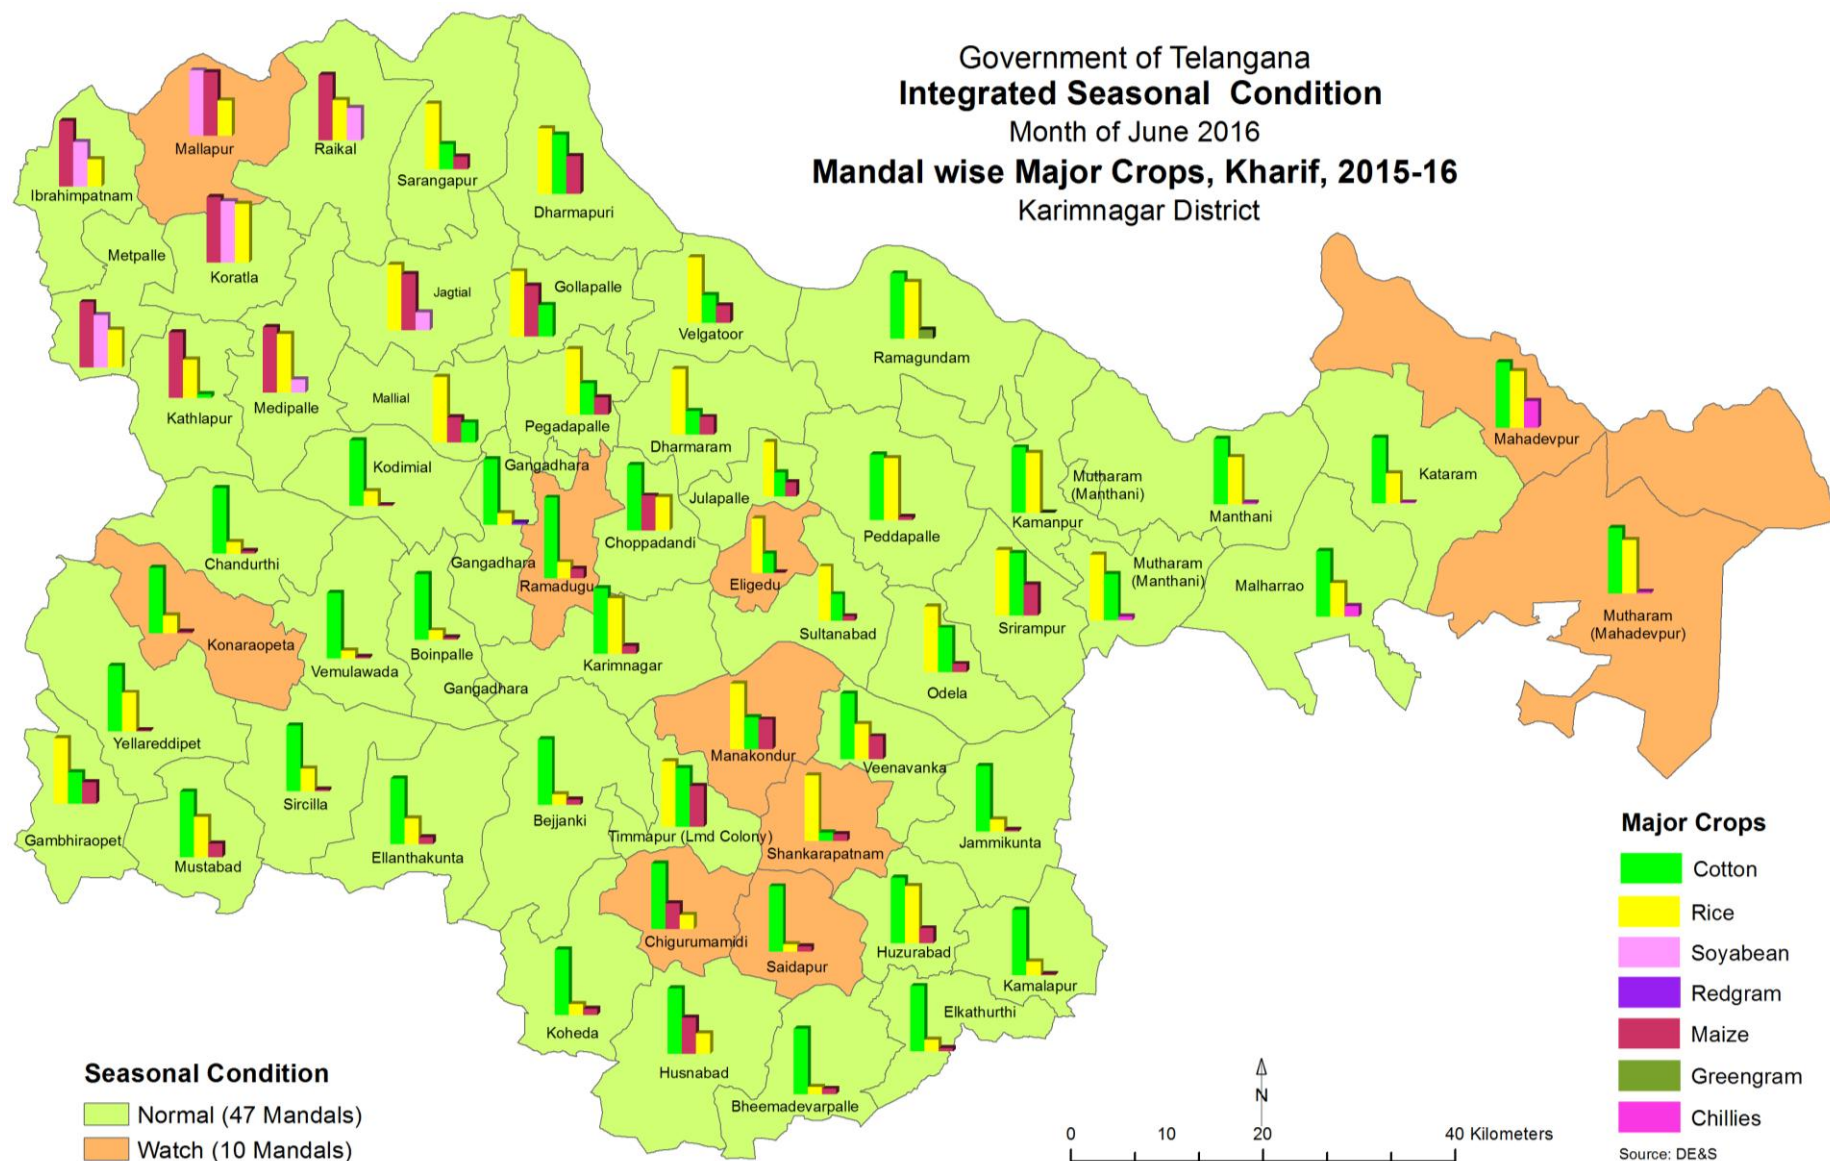 Government of Telangana
Integrated Seasonal Condition
Month of June 2016
Mandal wise Major Crops, Kharif, 2015-16
Karimnagar District
Mallapur
Raikal
Sarangapur
Ibrahimpatnam
Dharmapuri
Metpalle
Koratla
Jagtial
Gollapalle
Velgatoor
Ramagundam
Kathlapur
Medipalle
Mallial
Pegadapalle
Dharmaram
Mahadevpur
Kodimial
Gangadhara
Julapalle
Mutharam
(Manthani)
Kataram
Kamanpur
Manthani
Chandurthi
Gangadhara
Ramadugu
Choppadandi
Peddapalle
Eligedu
Mutharam
(Manthani)
Malharrao
Konaraopeta
Vemulawada
Boinpalle
Karimnagar
Sultanabad
Srirampur
Mutharam
(Mahadevpur)
Gangadhara
Odela
Yellareddipet
Manakondur
Veenavanka
Sircilla
Bejjanki
Timmapur (Lmd Colony)
Gambhiraopet
Mustabad
Ellanthakunta
Shankarapatnam
Jammikunta
Chigurumamidi
Saidapur
Huzurabad
Kamalapur
Koheda
Elkathurthi
Husnabad
Bheemadevarpalle
Seasonal Condition
Normal (47 Mandals)
Watch (10 Mandals)
N
0 10 20 40 Kilometers
Major Crops
Cotton
Rice
Soyabean
Redgram
Maize
Greengram
Chillies
Source: DE&S